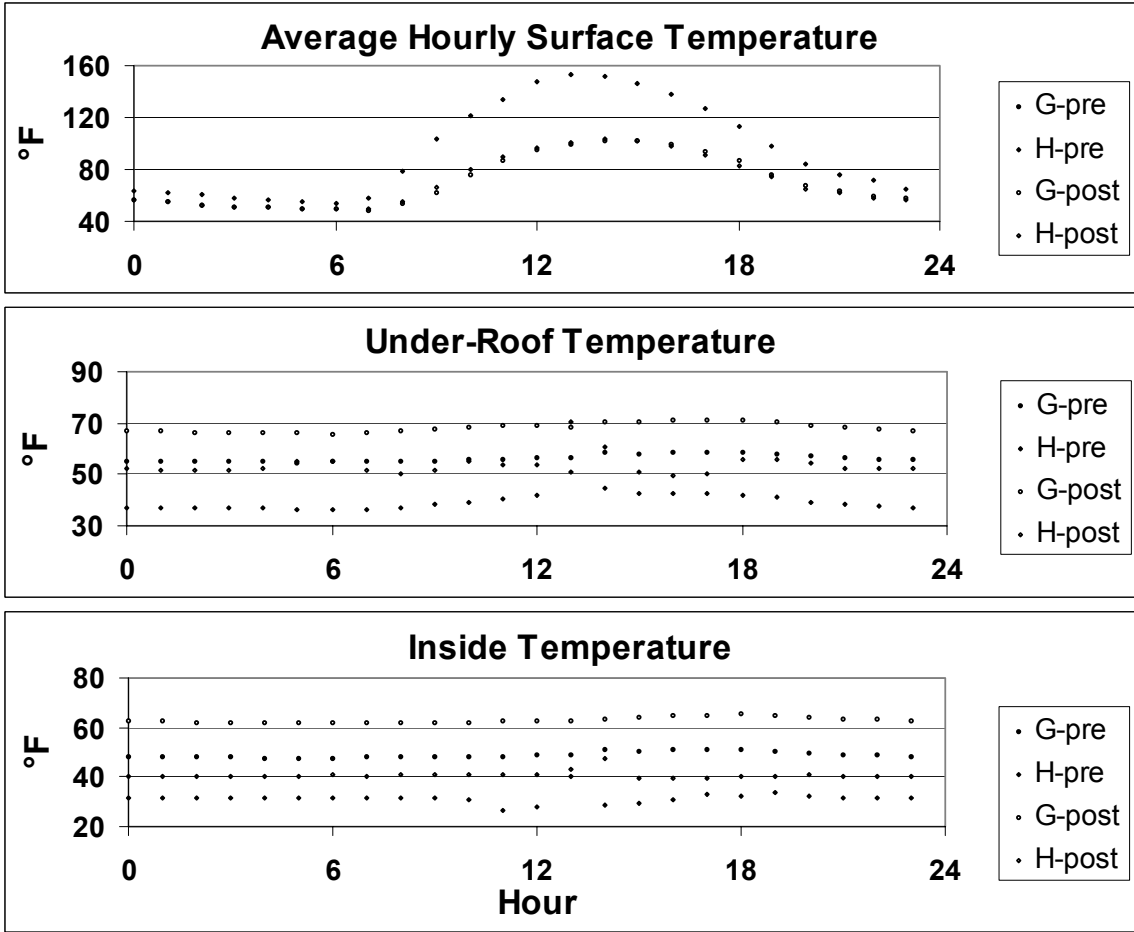 Average Hourly Surface Temperature
°F
160
120
80
40
0 6 12 18 24
G-pre
H-pre
G-post
H-post
Under-Roof Temperature
°F
90
70
50
30
0 6 12 18 24
G-pre
H-pre
G-post
H-post
Inside Temperature
°F
80
60
40
20
0 6 12 18 24
Hour
G-pre
H-pre
G-post
H-post